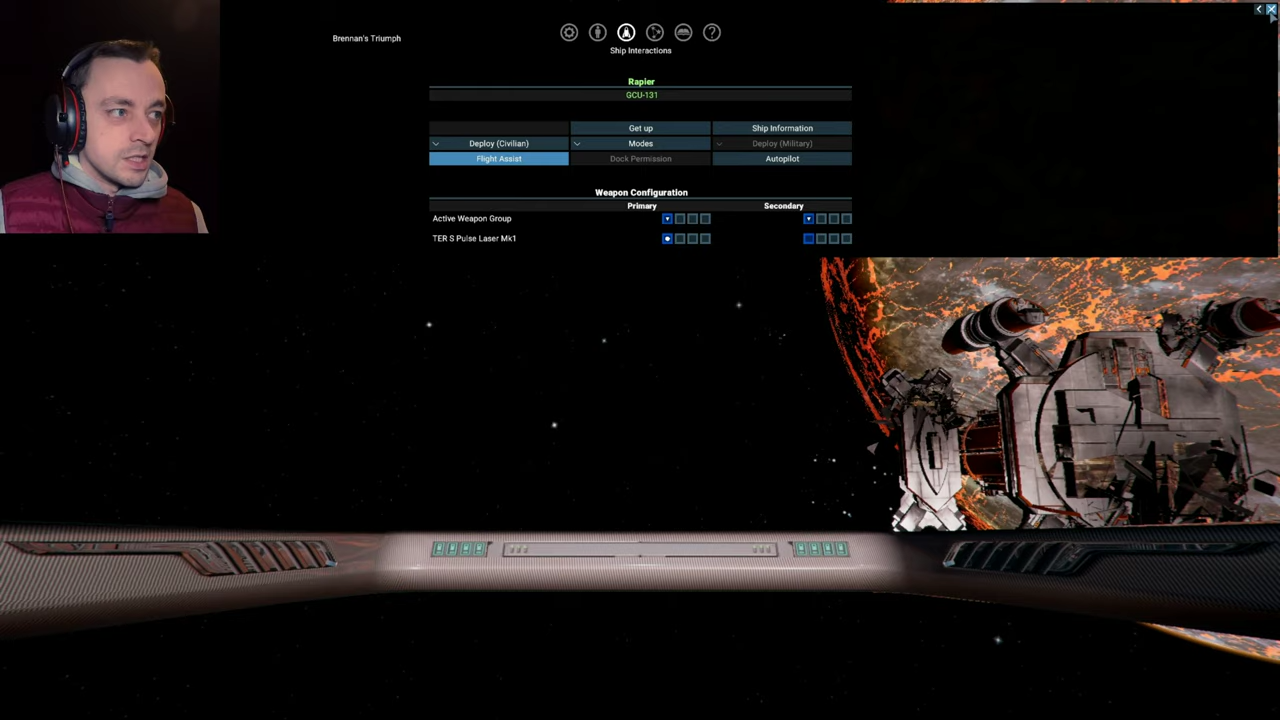 Brennan's Triumph
Ship Interactions
Rapier
GCU-131
Get up
Ship Information
Deploy (Civilian)
Modes
Deploy (Military)
Flight Assist
Dock Permission
Autopilot
Weapon Configuration
Primary
Secondary
Active Weapon Group
TER S Pulse Laser Mk1